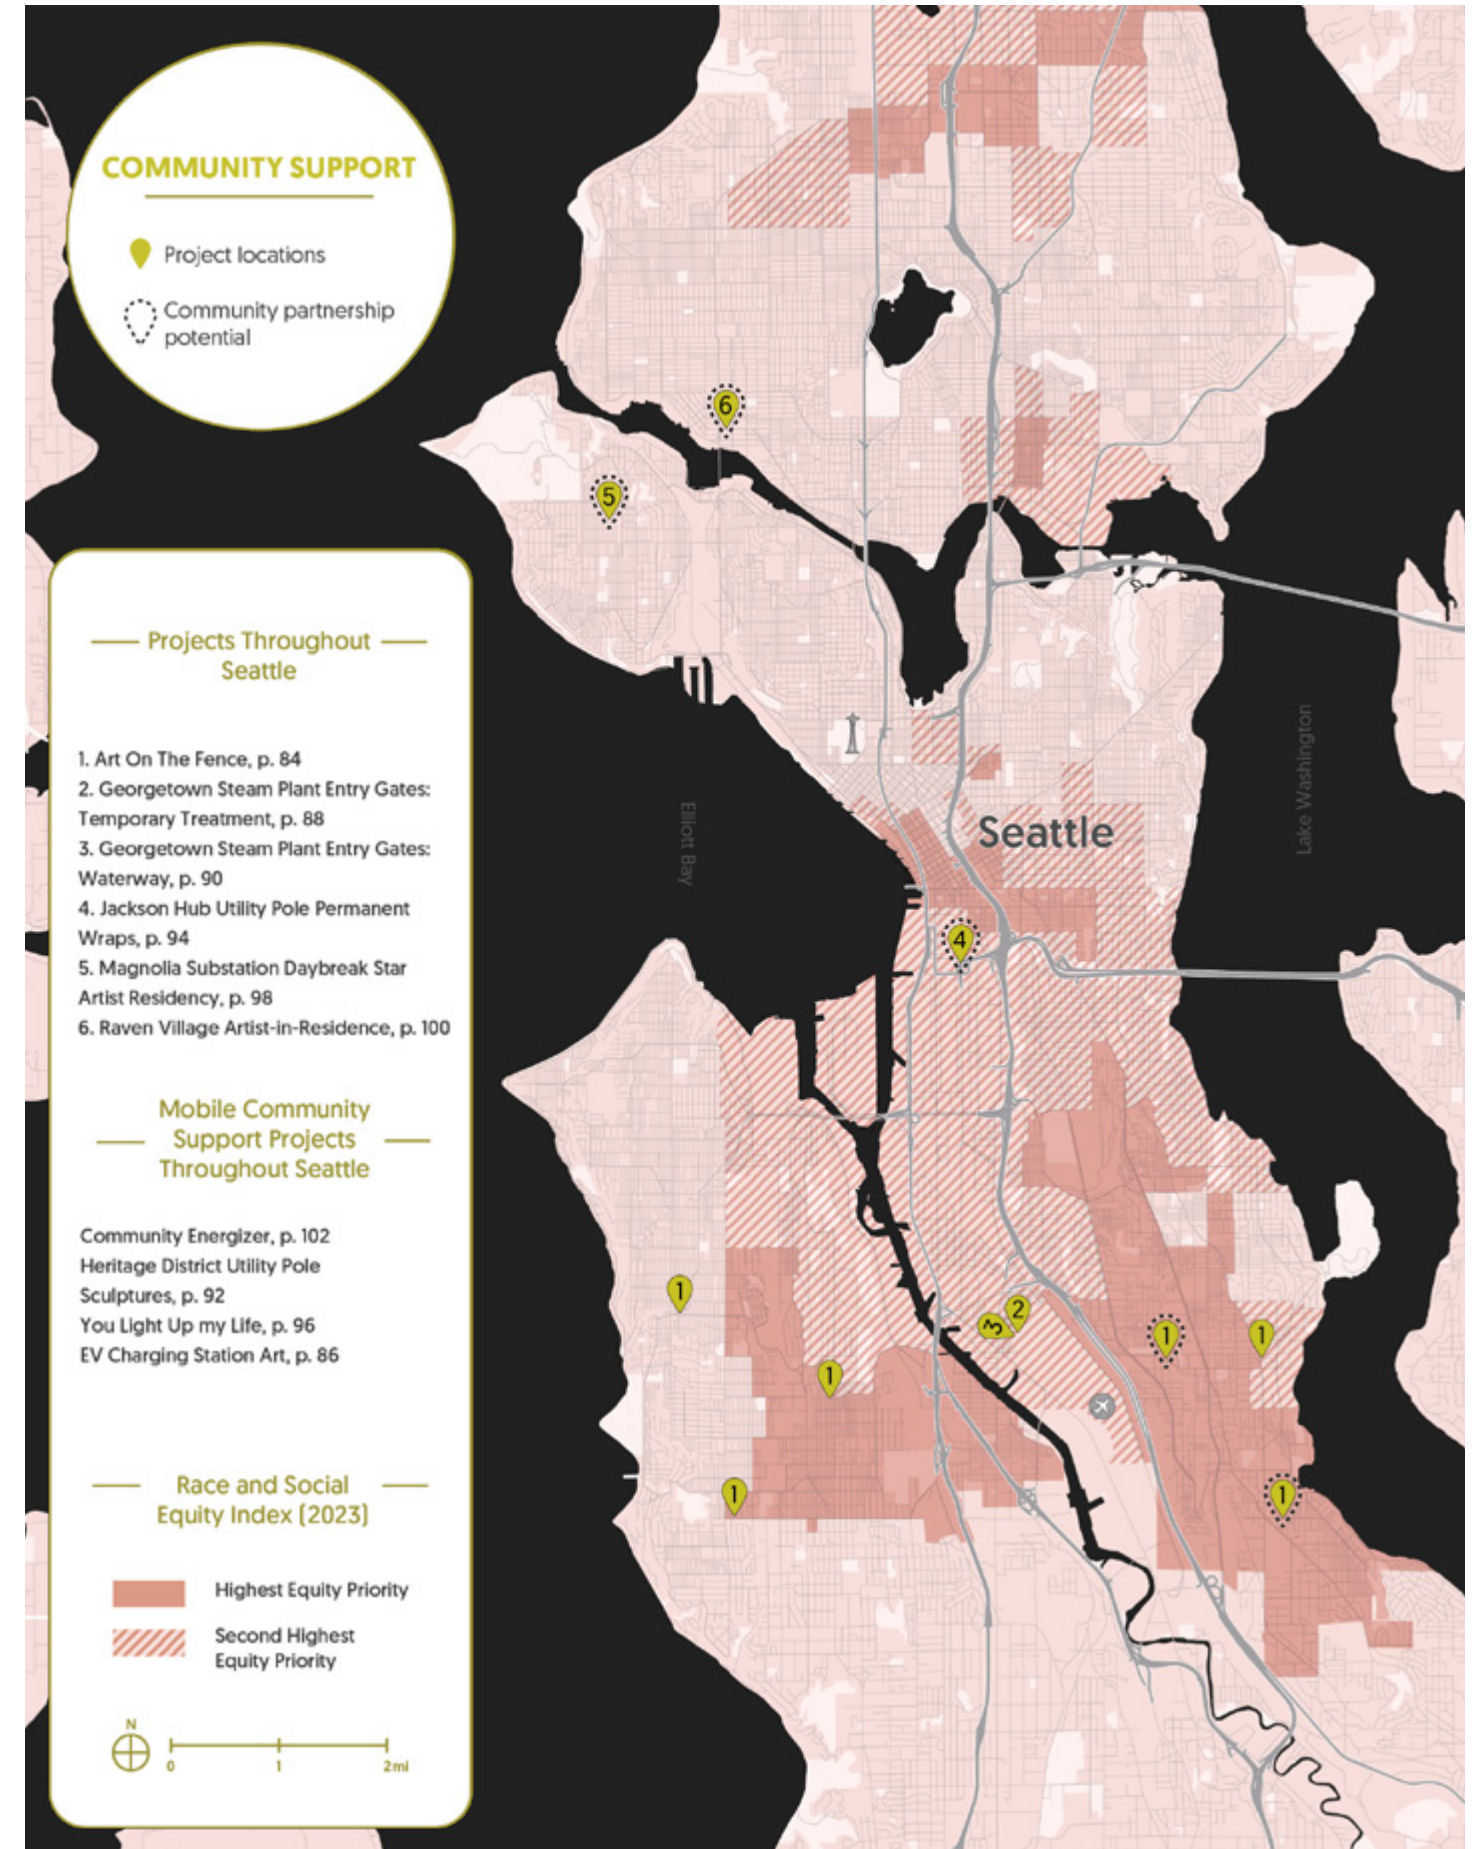 COMMUNITY SUPPORT
Project locations
Community partnership
potential
Projects Throughout
Seattle
1. Art On The Fence, p. 84
2. Georgetown Steam Plant Entry Gates:
Temporary Treatment, p. 88
3. Georgetown Steam Plant Entry Gates:
Waterway, p. 90
4. Jackson Hub Utility Pole Permanent
Wraps, p. 94
5. Magnolia Substation Daybreak Star
Artist Residency, p. 98
6. Raven Village Artist-in-Residence, p. 100
Mobile Community
Support Projects
Throughout Seattle
Community Energizer, p. 102
Heritage District Utility Pole
Sculptures, p. 92
You Light Up my Life, p. 96
EV Charging Station Art, p. 86
Race and Social
Equity Index (2023)
Highest Equity Priority
Second Highest
Equity Priority
N
0 1 2mi
6
5
Elliott Bay
Seattle
Lake Washington
4
1
2
3
1
1
1
1
1